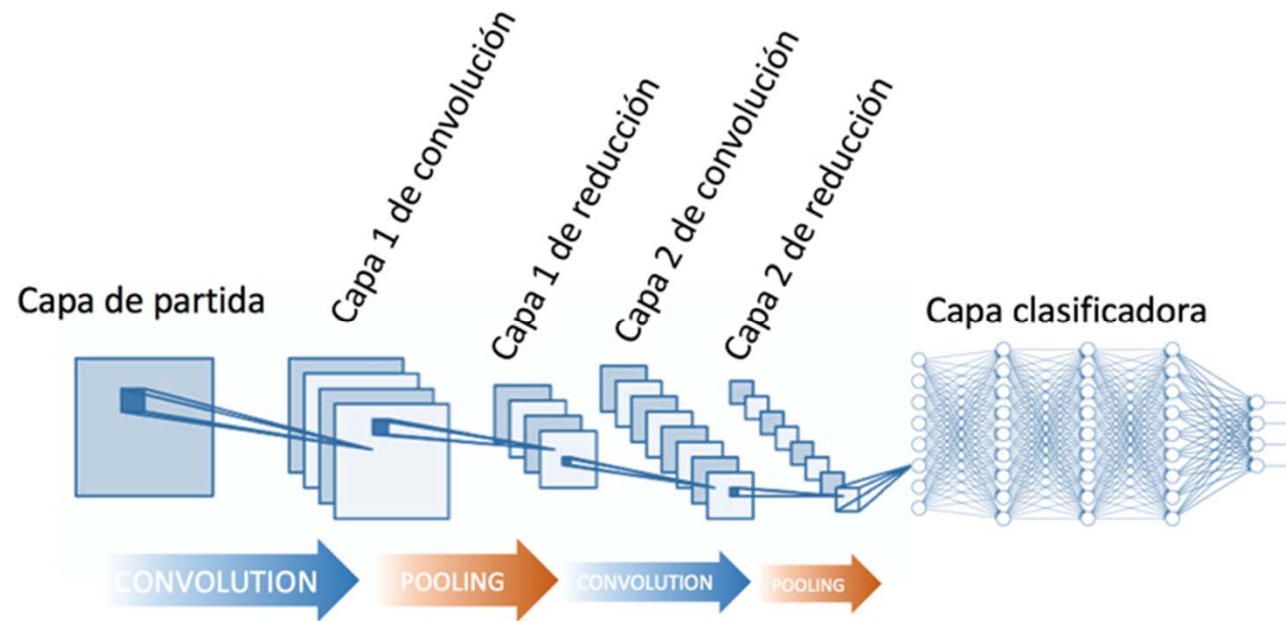 Capa de partida
Capa 1 de convolución
Capa 1 de reducción
Capa 2 de convolución
Capa 2 de reducción
Capa clasificadora
CONVOLUTION
POOLING
CONVOLUTION
POOLING